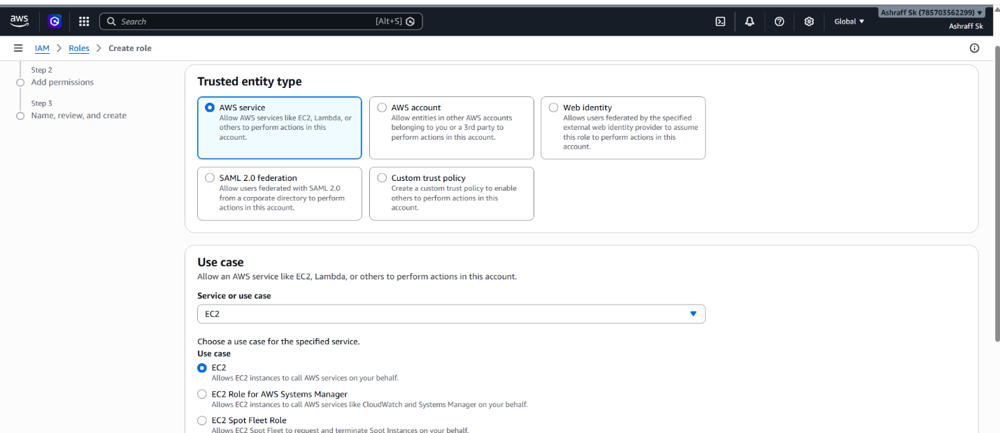 aws
Search
[Alt+S]
Global
Ashraff Sk (785703562299)
Ashraff Sk
IAM
Roles
Create role
Step 2
Add permissions
Step 3
Name, review, and create
Trusted entity type
AWS service
Allow AWS services like EC2, Lambda, or
others to perform actions in this
account.
AWS account
Allow entities in other AWS accounts
belonging to you or a 3rd party to
perform actions in this account.
Web identity
Allows users federated by the specified
external web identity provider to assume
this role to perform actions in this
account.
SAML 2.0 federation
Allow users federated with SAML 2.0
from a corporate directory to perform
actions in this account.
Custom trust policy
Create a custom trust policy to enable
others to perform actions in this
account.
Use case
Allow an AWS service like EC2, Lambda, or others to perform actions in this account.
Service or use case
EC2
Choose a use case for the specified service.
Use case
EC2
Allows EC2 instances to call AWS services on your behalf.
EC2 Role for AWS Systems Manager
Allows EC2 instances to call AWS services like CloudWatch and Systems Manager on your behalf.
EC2 Spot Fleet Role
Allows EC2 Spot Fleet to request and terminate Spot Instances on your behalf.